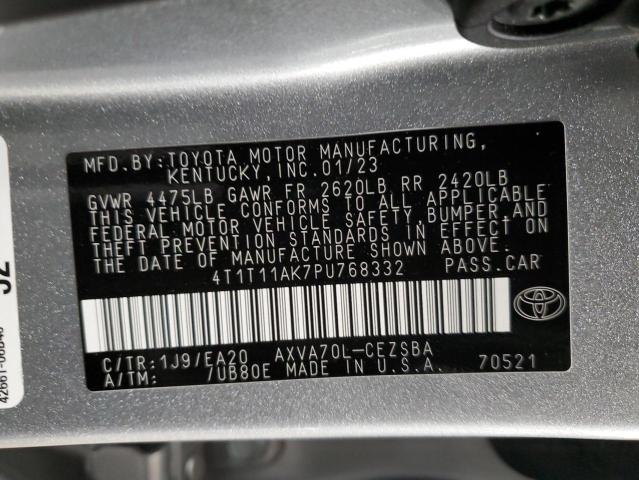 MFD.BY:TOYOTA MOTOR MANUFACTURING,
KENTUCKY,INC.01/23
GVWR 4475LB GAWR FR 2620LB RR 2420LB
THIS VEHICLE CONFORMS TO ALL APPLICABLE
FEDERAL MOTOR VEHICLE SAFETY, BUMPER,AND
THEFT PREVENTION STANDARDS IN EFFECT ON
THE DATE OF MANUFACTURE SHOWN ABOVE.
4T1T11AK7PU768332 PASS.CAR
C/TR:1J9/EA20 AXVA70L-CEZSBA
A/TM: 7UB80E MADE IN U.S.A. 70521